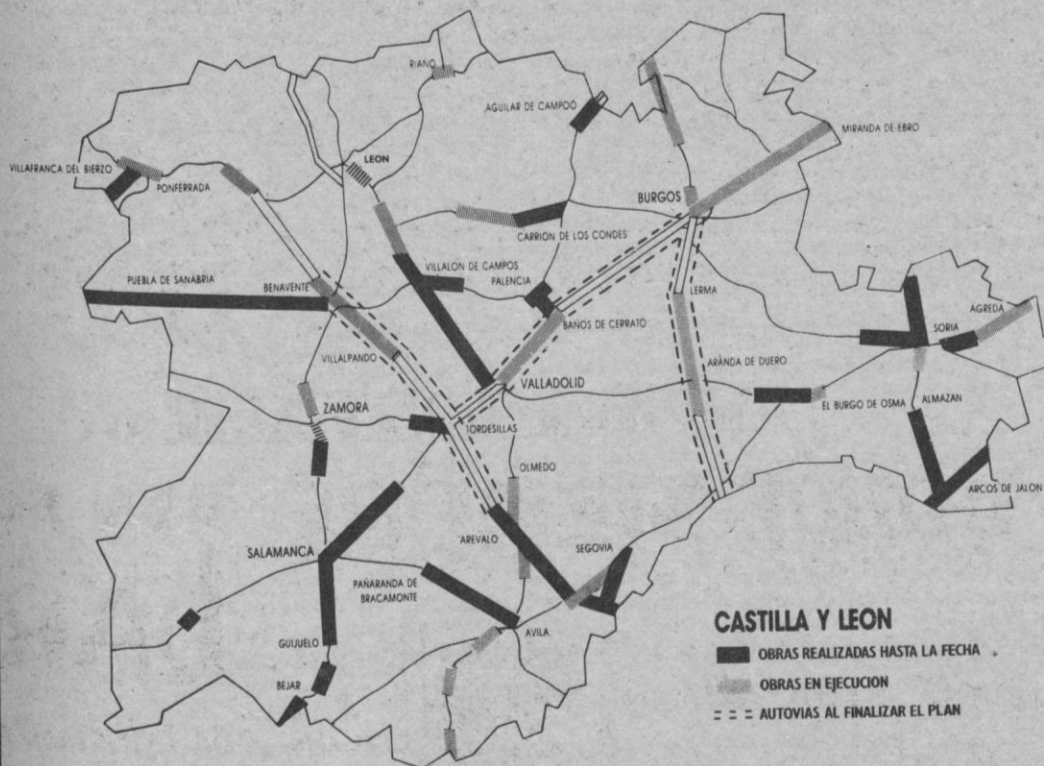 RIAÑO
AGUILAR DE CAMPOO
MIRANDA DE EBRO
VILLAFRANCA DEL BIERZO
LEON
PONFERRADA
BURGOS
CARRION DE LOS CONDES
PUEBLA DE SANABRIA
VILLALON DE CAMPOS
BENAVENTE
PALENCIA
LERMA
AGREDA
SORIA
BAÑOS DE CERRATO
VILLALPANDO
ARANDA DE DUERO
VALLADOLID
ZAMORA
EL BURGO DE OSMA
ALMAZAN
TORDESILLAS
OLMEDO
ARCOS DE JALON
AREVALO
SEGOVIA
SALAMANCA
PAÑARANDA DE
BRACAMONTE
AVILA
GUIJUELO
BEJAR
CASTILLA Y LEON
OBRAS REALIZADAS HASTA LA FECHA
OBRAS EN EJECUCION
AUTOVIAS AL FINALIZAR EL PLAN